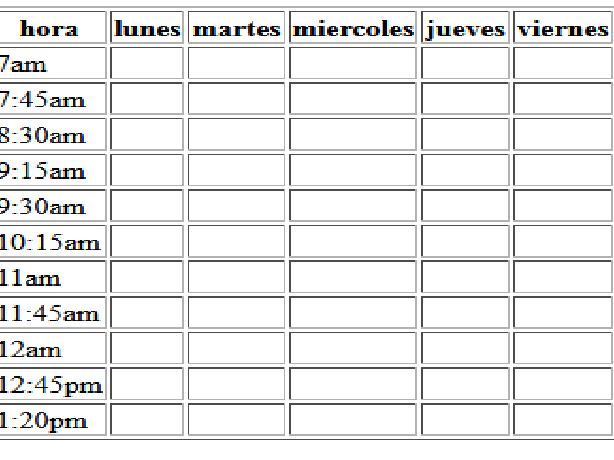 hora lunes martes miercoles jueves viernes
7am
7:45am
8:30am
9:15am
9:30am
10:15am
11am
11:45am
12am
12:45pm
1:20pm